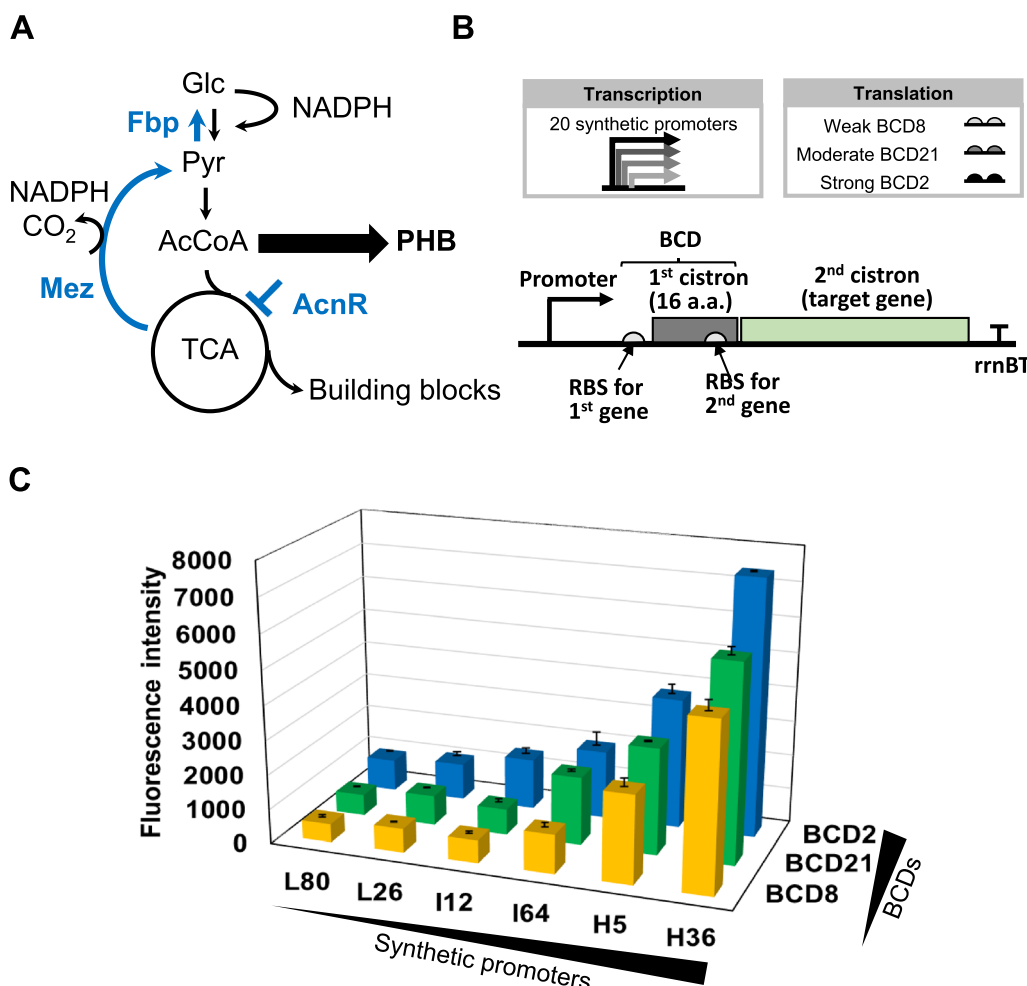 A
Glc
NADPH
Fbp
Pyr
NADPH
CO2
AcCoA
PHB
Mez
AcnR
TCA
Building blocks
B
Transcription
20 synthetic promoters
Translation
Weak BCD8
Moderate BCD21
Strong BCD2
BCD
Promoter
1st cistron
(16 a.a.)
2nd cistron
(target gene)
RBS for
1st gene
RBS for
2nd gene
rrnBT
C
Fluorescence intensity
8000
7000
6000
5000
4000
3000
2000
1000
0
L80
L26
I12
I64
H5
H36
BCD2
BCD21
BCD8
BCDs
Synthetic promoters